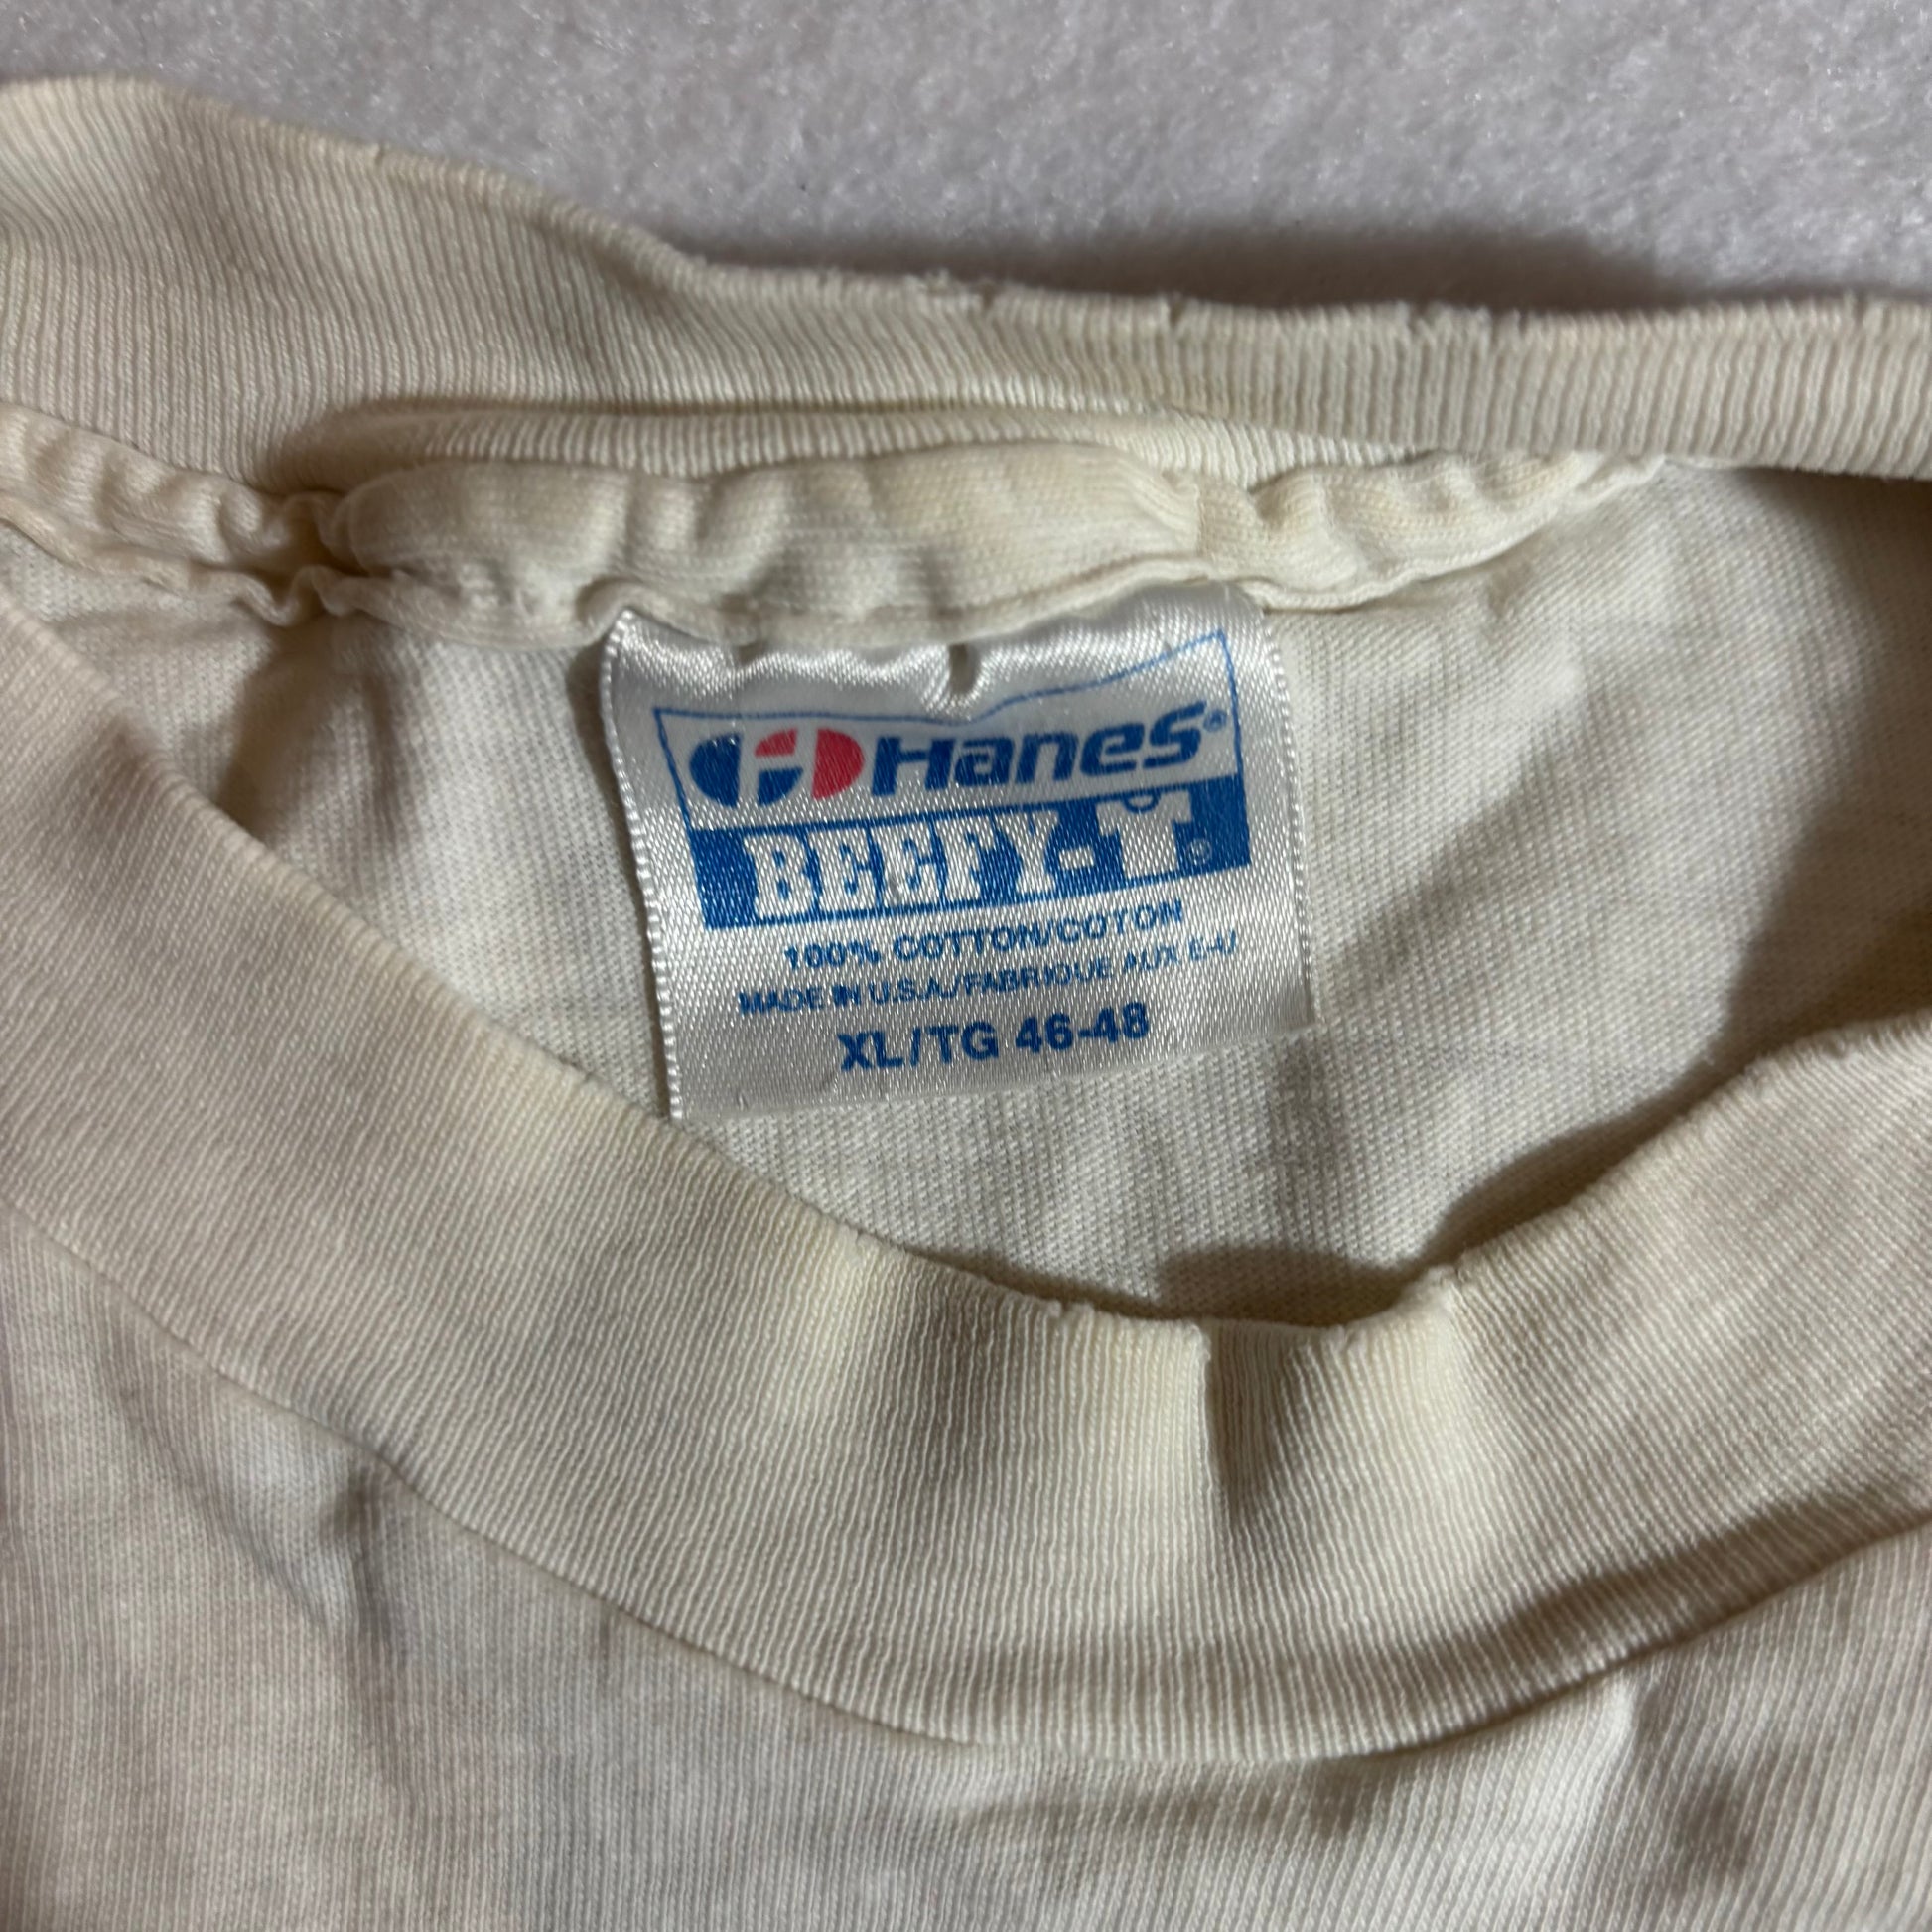 Hanes®
BEEFY-T®
100% COTTON/COTON
MADE IN U.S.A./FABRIQUE AUX E-U
XL/TG 46-48